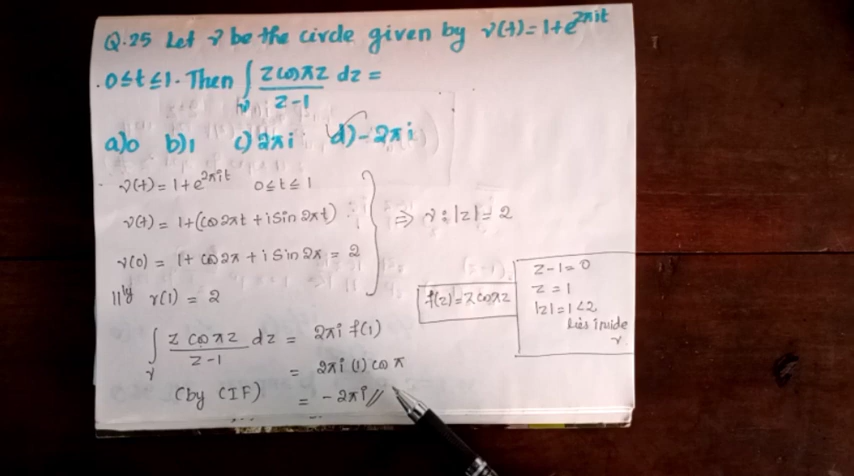 Q.25 Let γ be the circle given by γ(t) = 1+e^{2πit}
0≤t≤1. Then ∫_γ z cos πz / z-1 dz =
a) 0 b) 1 c) 2πi d) -2πi
γ(t) = 1+e^{2πit} 0≤t≤1
γ(t) = 1+(cos 2πt + i Sin 2πt)
γ(0) = 1+ cos 2π + i Sin 2π = 2
|||ly γ(1) = 2
⇒ γ: |z| = 2
f(z) = z cos πz
z-1=0
z = 1
|z| = 1 < 2
lies inside
γ.
∫_γ z cos πz / z-1 dz = 2πi f(1)
= 2πi (1) cos π
(by CIF) = -2πi //